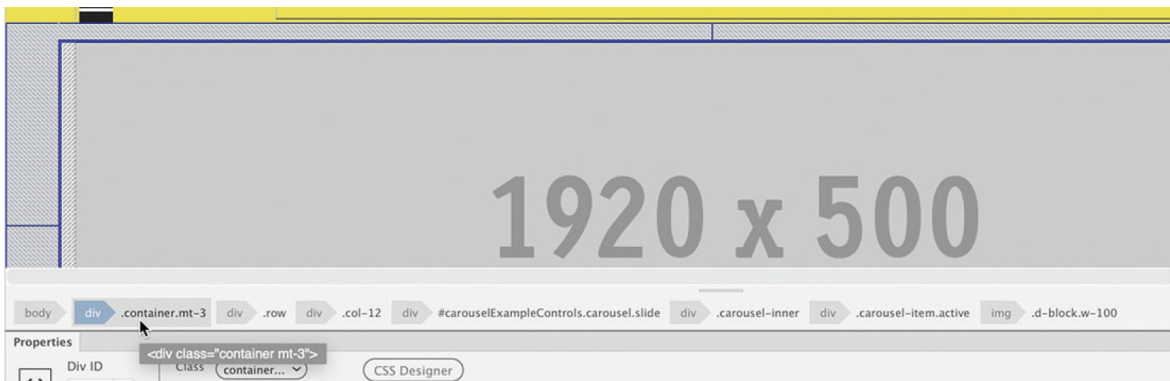 1920 x 500
body div .container.mt-3 div .row div .col-12 div #carouselExampleControls.carousel.slide div .carousel-inner div .carousel-item.active img .d-block.w-100
Properties
<div class="container mt-3">
Div ID Class container... CSS Designer